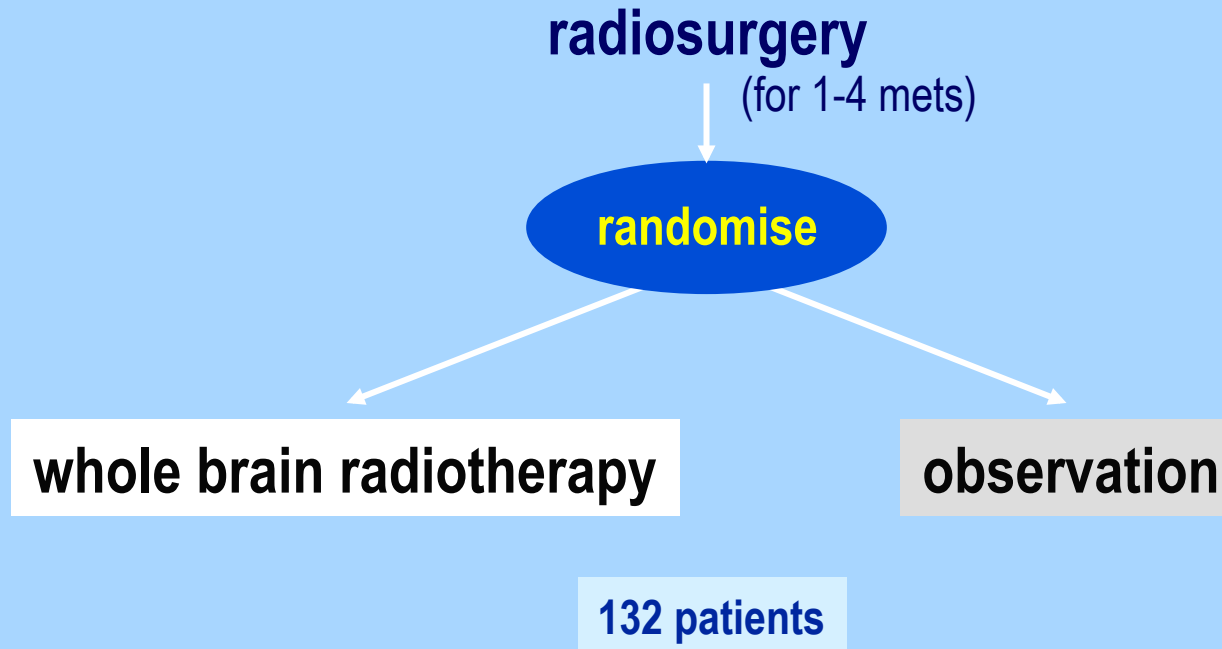 radiosurgery
(for 1-4 mets)
randomise
whole brain radiotherapy
observation
132 patients